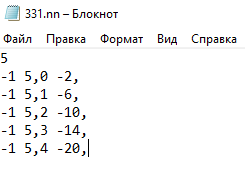 331.nn – Блокнот
Файл Правка Формат Вид Справка
5
-1 5,0 -2,
-1 5,1 -6,
-1 5,2 -10,
-1 5,3 -14,
-1 5,4 -20,